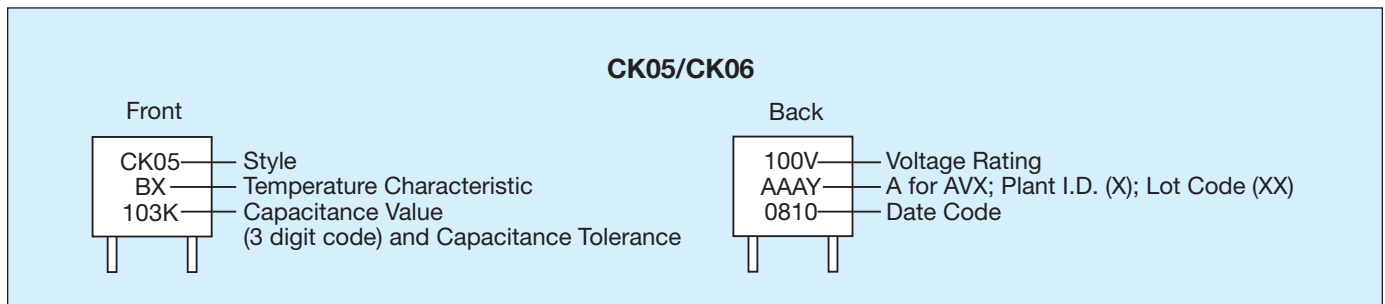 CK05/CK06
Front
CK05
Style
BX
Temperature Characteristic
103K
Capacitance Value
(3 digit code) and Capacitance Tolerance
Back
100V
Voltage Rating
AAAY
A for AVX; Plant I.D. (X); Lot Code (XX)
0810
Date Code